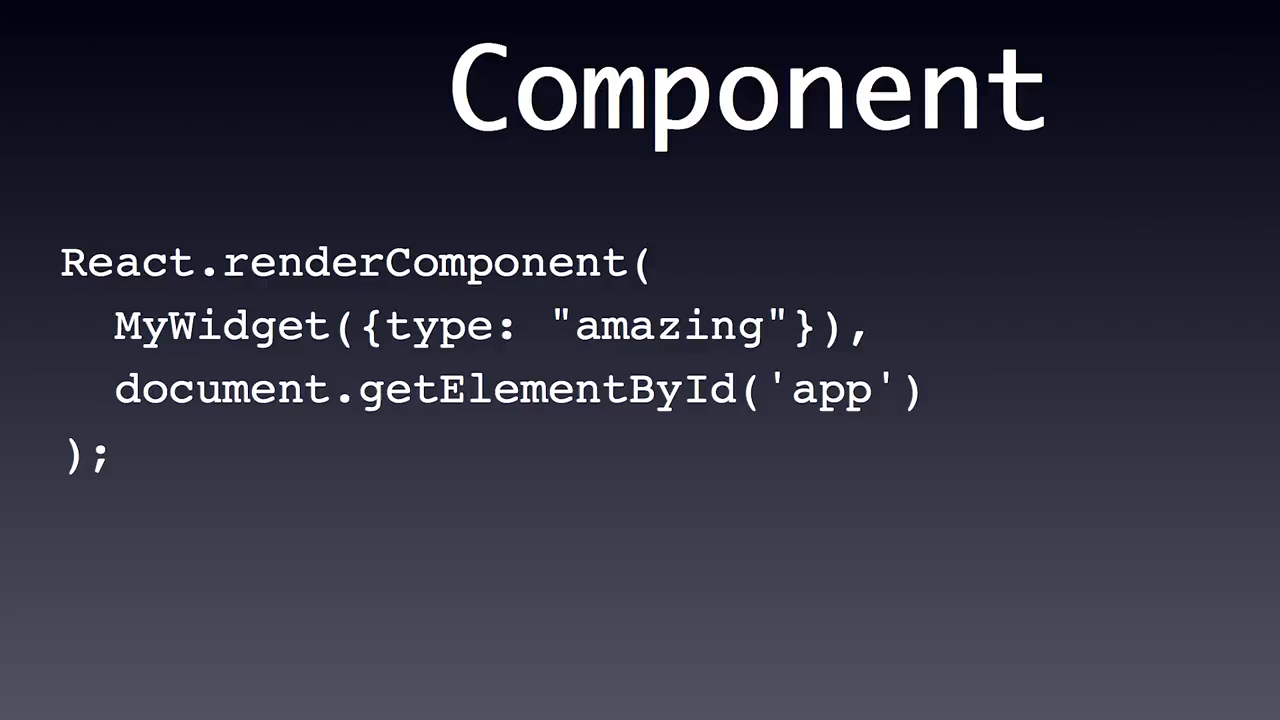 Component
React.renderComponent(
  MyWidget({type: "amazing"}),
  document.getElementById('app')
);